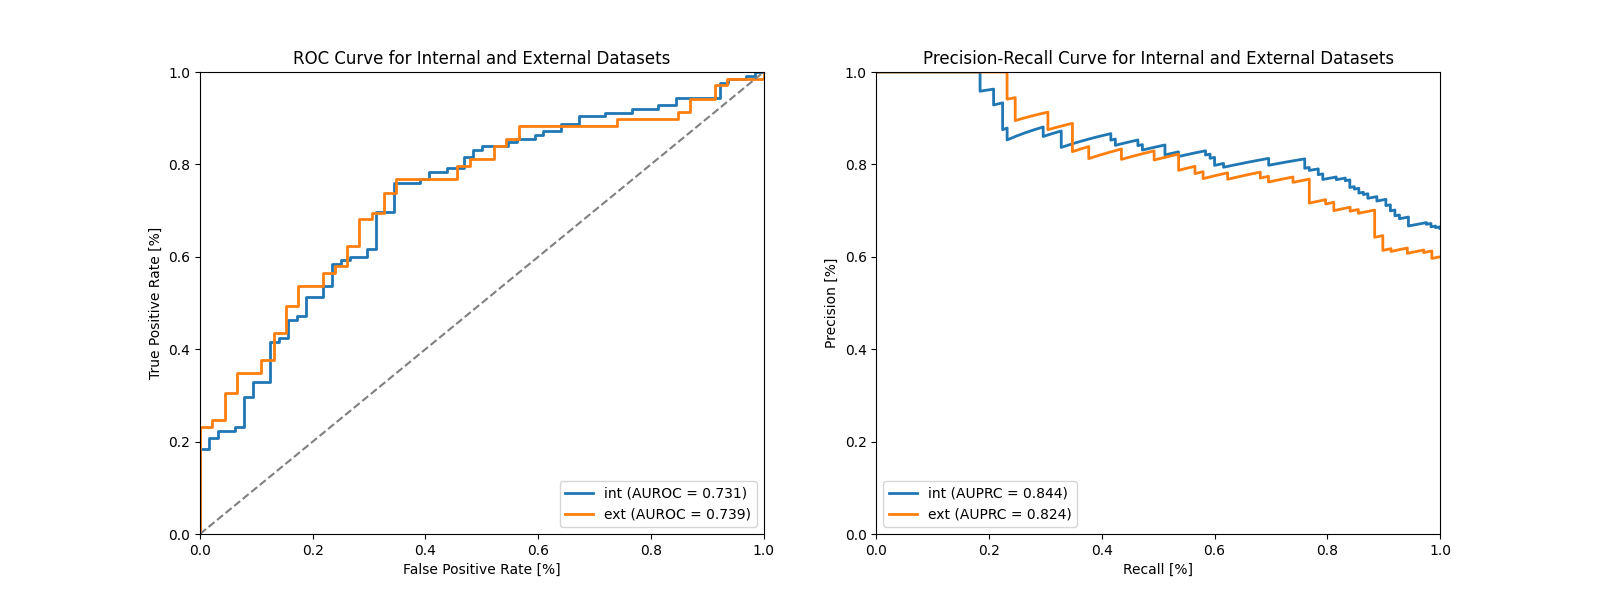 ROC Curve for Internal and External Datasets
True Positive Rate [%]
1.0
0.8
0.6
0.4
0.2
0.0
int (AUROC = 0.731)
ext (AUROC = 0.739)
0.0 0.2 0.4 0.6 0.8 1.0
False Positive Rate [%]
Precision-Recall Curve for Internal and External Datasets
Precision [%]
1.0
0.8
0.6
0.4
0.2
0.0
int (AUPRC = 0.844)
ext (AUPRC = 0.824)
0.0 0.2 0.4 0.6 0.8 1.0
Recall [%]